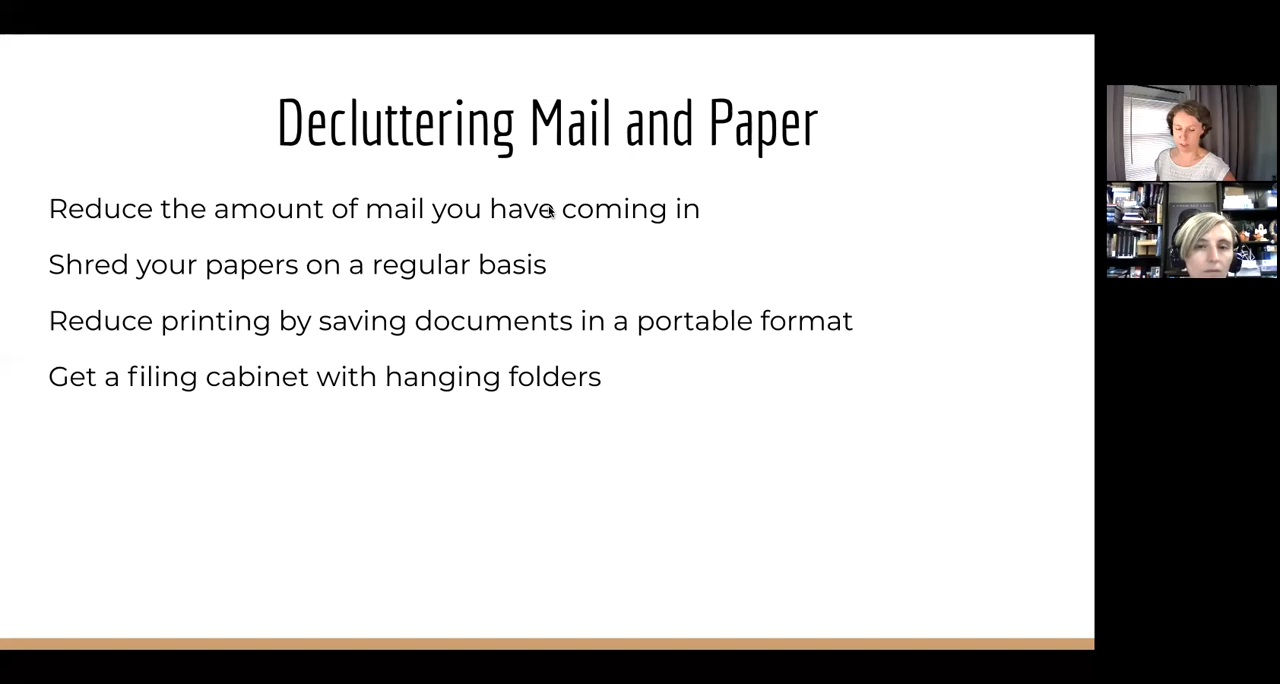 Decluttering Mail and Paper
Reduce the amount of mail you have coming in
Shred your papers on a regular basis
Reduce printing by saving documents in a portable format
Get a filing cabinet with hanging folders